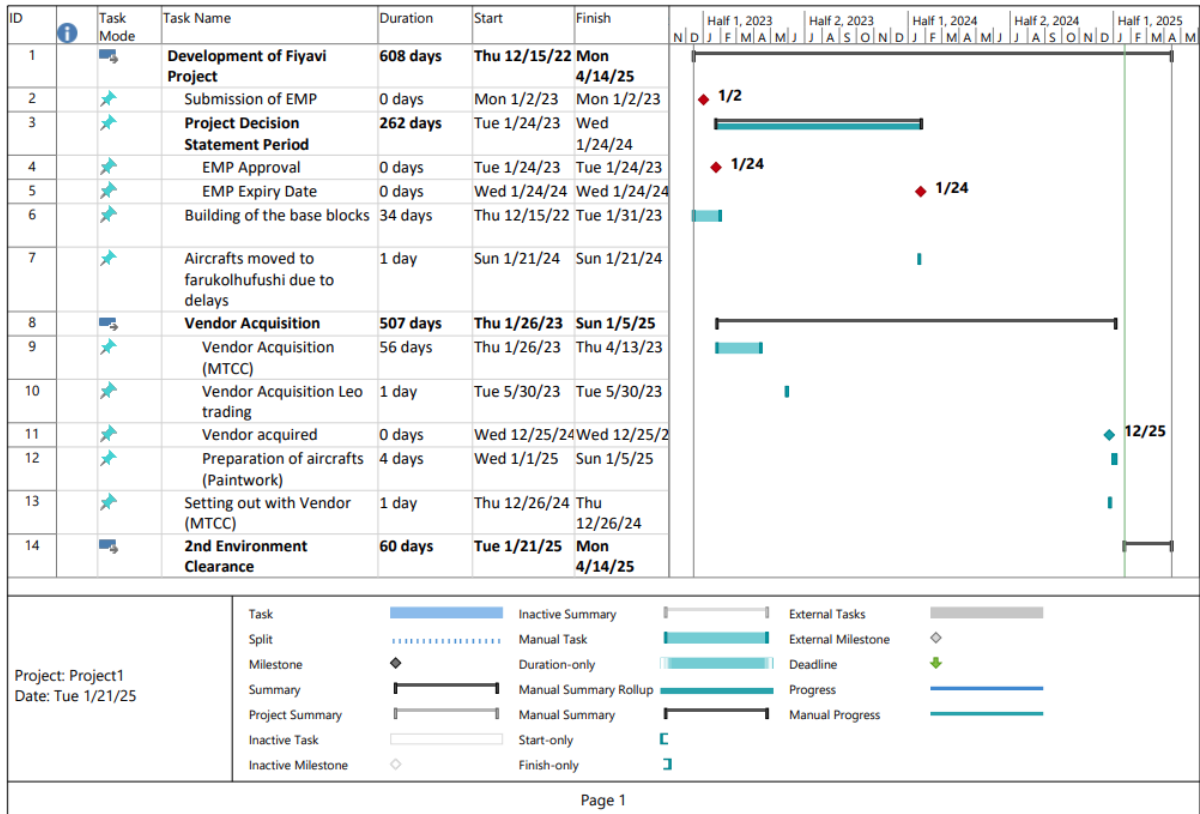 ID Task Mode Task Name Duration Start Finish
Half 1, 2023 Half 2, 2023 Half 1, 2024 Half 2, 2024 Half 1, 2025
N D J F M A M J J A S O N D J F M A M J J A S O N D J F M A M
1 Development of Fiyavi Project 608 days Thu 12/15/22 Mon 4/14/25
2 Submission of EMP 0 days Mon 1/2/23 Mon 1/2/23 1/2
3 Project Decision Statement Period 262 days Tue 1/24/23 Wed 1/24/24
4 EMP Approval 0 days Tue 1/24/23 Tue 1/24/23 1/24
5 EMP Expiry Date 0 days Wed 1/24/24 Wed 1/24/24 1/24
6 Building of the base blocks 34 days Thu 12/15/22 Tue 1/31/23
7 Aircrafts moved to farukolhufushi due to delays 1 day Sun 1/21/24 Sun 1/21/24
8 Vendor Acquisition 507 days Thu 1/26/23 Sun 1/5/25
9 Vendor Acquisition (MTCC) 56 days Thu 1/26/23 Thu 4/13/23
10 Vendor Acquisition Leo trading 1 day Tue 5/30/23 Tue 5/30/23
11 Vendor acquired 0 days Wed 12/25/24 Wed 12/25/2 12/25
12 Preparation of aircrafts (Paintwork) 4 days Wed 1/1/25 Sun 1/5/25
13 Setting out with Vendor (MTCC) 1 day Thu 12/26/24 Thu 12/26/24
14 2nd Environment Clearance 60 days Tue 1/21/25 Mon 4/14/25
Project: Project1
Date: Tue 1/21/25
Task
Split
Milestone
Summary
Project Summary
Inactive Task
Inactive Milestone
Inactive Summary
Manual Task
Duration-only
Manual Summary Rollup
Manual Summary
Start-only
Finish-only
External Tasks
External Milestone
Deadline
Progress
Manual Progress
Page 1